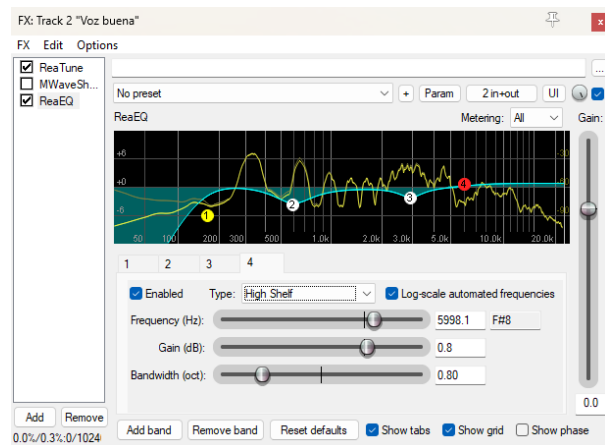 FX: Track 2 "Voz buena"
x
FX Edit Options
ReaTune
MWaveSh...
ReaEQ
...
No preset + Param 2 in+out UI
ReaEQ Metering: All Gain:
+6 -30
+0
-6 -90
1 2 3 4
50 100 200 300 500 1.0k 2.0k 3.0k 5.0k 10.0k 20.0k
1 2 3 4
Enabled Type: High Shelf Log-scale automated frequencies
Frequency (Hz): 5998.1 F#8
Gain (dB): 0.8
Bandwidth (oct): 0.80
0.0
Add Remove Add band Remove band Reset defaults Show tabs Show grid Show phase
0.0%/0.3%:0/1024